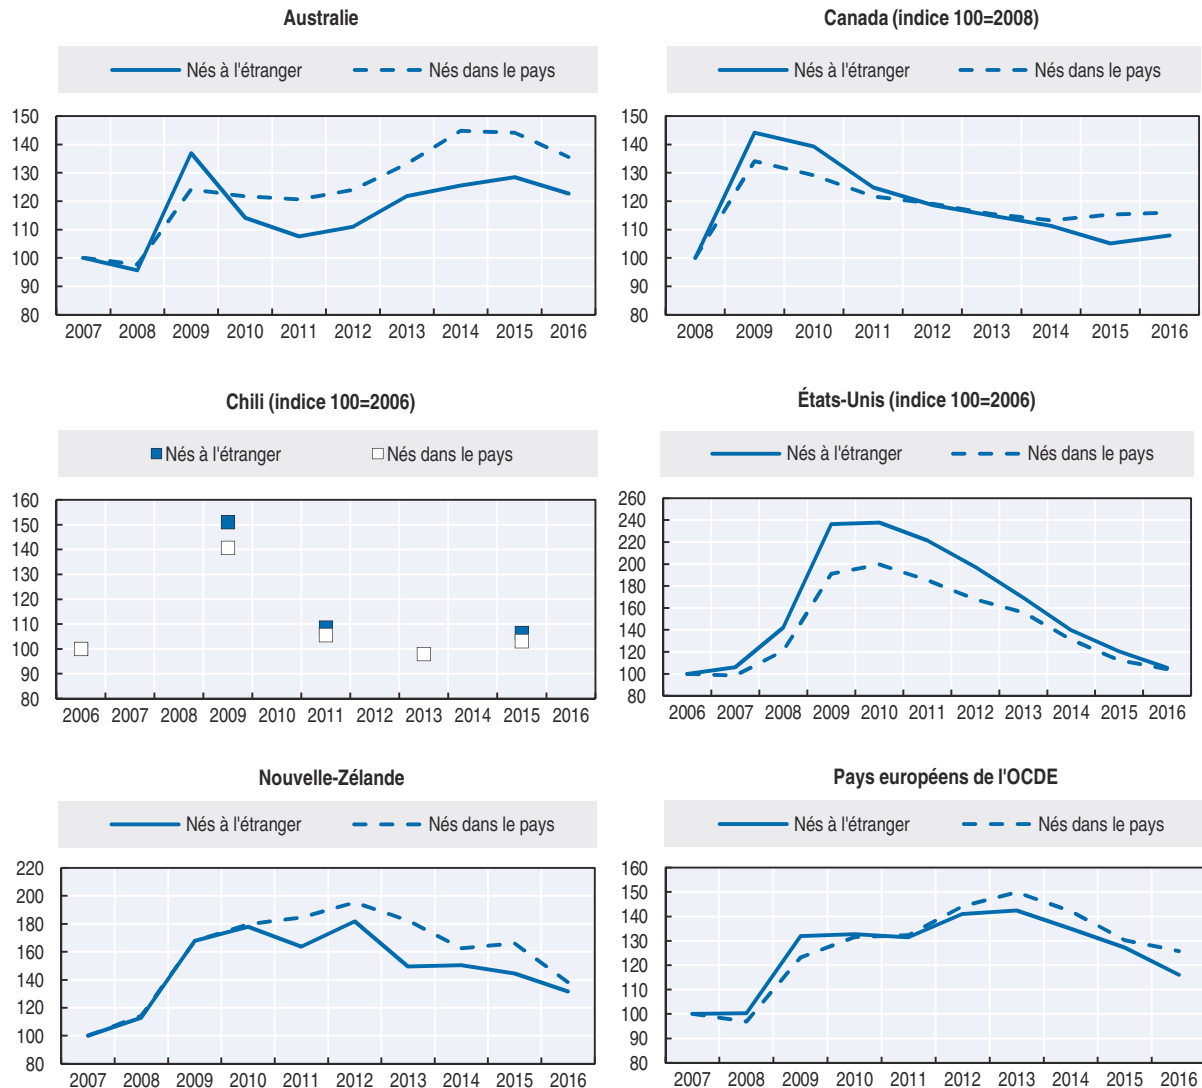 Australie
Nés à l'étranger Nés dans le pays
150
140
130
120
110
100
90
80
2007 2008 2009 2010 2011 2012 2013 2014 2015 2016
Canada (indice 100=2008)
Nés à l'étranger Nés dans le pays
150
140
130
120
110
100
90
80
2008 2009 2010 2011 2012 2013 2014 2015 2016
Chili (indice 100=2006)
Nés à l'étranger Nés dans le pays
160
150
140
130
120
110
100
90
80
2006 2007 2008 2009 2010 2011 2012 2013 2014 2015 2016
États-Unis (indice 100=2006)
Nés à l'étranger Nés dans le pays
260
240
220
200
180
160
140
120
100
80
2006 2007 2008 2009 2010 2011 2012 2013 2014 2015 2016
Nouvelle-Zélande
Nés à l'étranger Nés dans le pays
220
200
180
160
140
120
100
80
2007 2008 2009 2010 2011 2012 2013 2014 2015 2016
Pays européens de l'OCDE
Nés à l'étranger Nés dans le pays
160
150
140
130
120
110
100
90
80
2007 2008 2009 2010 2011 2012 2013 2014 2015 2016